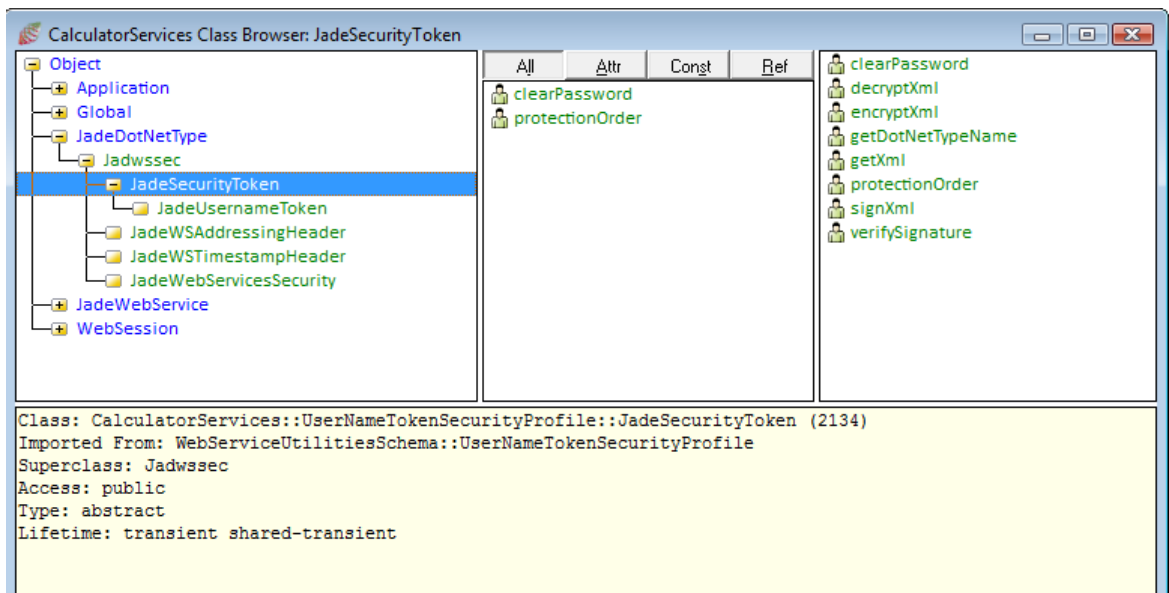 CalculatorServices Class Browser: JadeSecurityToken
Object
Application
Global
JadeDotNetType
Jadwssec
JadeSecurityToken
JadeUsernameToken
JadeWSAddressingHeader
JadeWSTimestampHeader
JadeWebServicesSecurity
JadeWebService
WebSession
All Attr Const Ref
clearPassword
protectionOrder
clearPassword
decryptXml
encryptXml
getDotNetTypeName
getXml
protectionOrder
signXml
verifySignature
Class: CalculatorServices::UserNameTokenSecurityProfile::JadeSecurityToken (2134)
Imported From: WebServiceUtilitiesSchema::UserNameTokenSecurityProfile
Superclass: Jadwssec
Access: public
Type: abstract
Lifetime: transient shared-transient